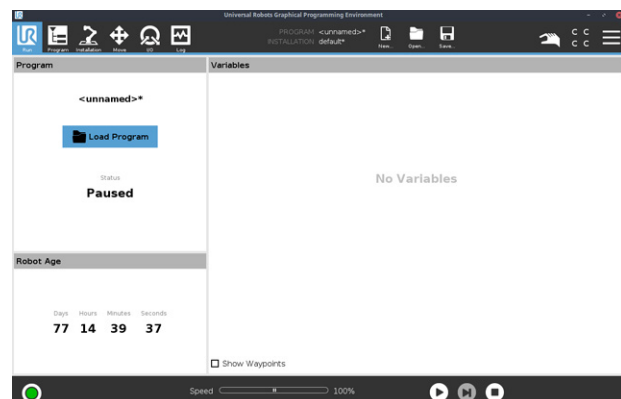 Universal Robots Graphical Programming Environment
UR
Run
Program
Installation
Move
I/O
Log
PROGRAM <unnamed>*
INSTALLATION default*
New...
Open...
Save...
C C
C C
Program
<unnamed>*
Load Program
Status
Paused
Variables
No Variables
Robot Age
Days Hours Minutes Seconds
77 14 39 37
Show Waypoints
Speed 100%